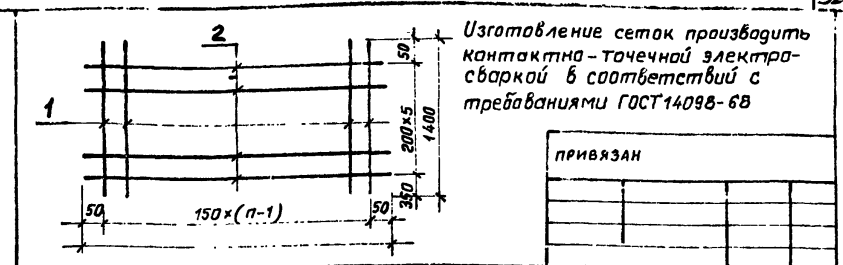 Изготовление сеток производить
контактно-точечной электро-
сваркой в соответствий с
требованиями ГОСТ 14098-68
2
1
50
200×5
1400
350
50
150×(п-1)
50
ПРИВЯЗАН